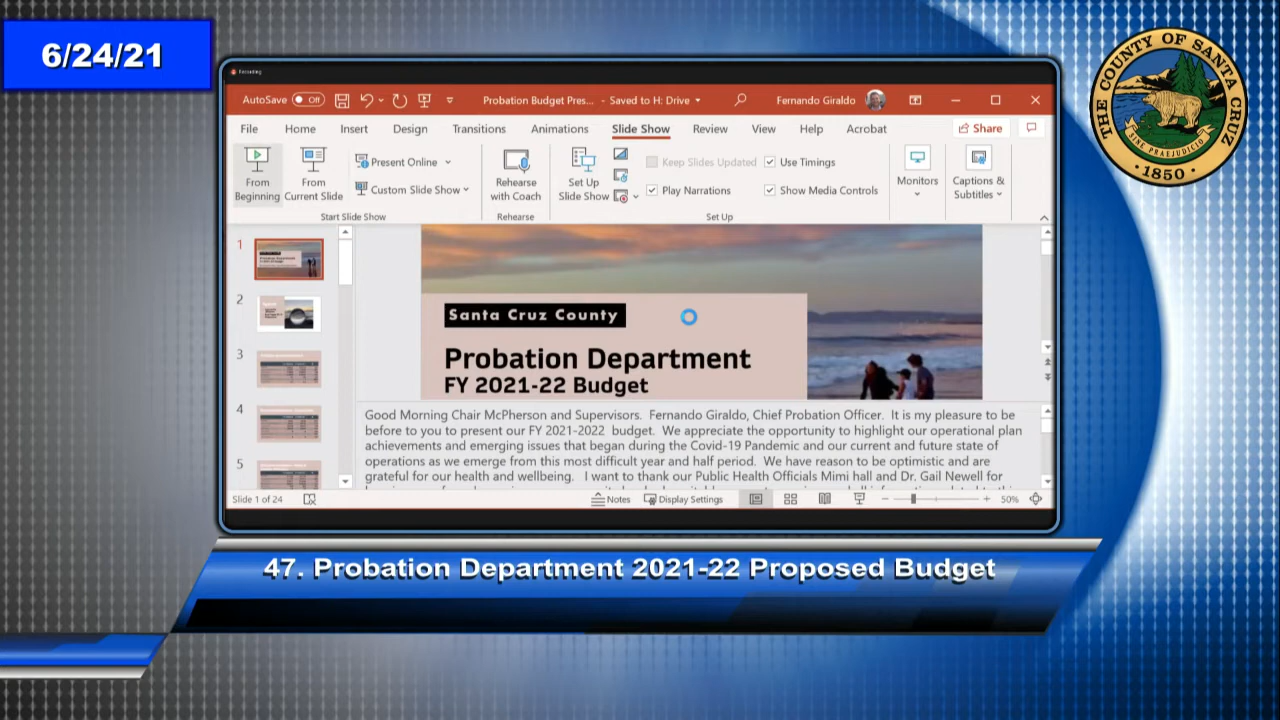 6/24/21
THE COUNTY OF SANTA CRUZ
SINE PRAEJUDICIO
• 1850 •
Recording
AutoSave Off
Probation Budget Pres... - Saved to H: Drive
Fernando Giraldo
File Home Insert Design Transitions Animations Slide Show Review View Help Acrobat Share
From Beginning
From Current Slide
Present Online
Custom Slide Show
Rehearse with Coach
Set Up Slide Show
Keep Slides Updated
Use Timings
Play Narrations
Show Media Controls
Monitors
Captions & Subtitles
Start Slide Show
Rehearse
Set Up
1
2
3
4
5
Santa Cruz County
Probation Department
FY 2021-22 Budget
Good Morning Chair McPherson and Supervisors.  Fernando Giraldo, Chief Probation Officer.  It is my pleasure to be
before to you to present our FY 2021-2022  budget.  We appreciate the opportunity to highlight our operational plan
achievements and emerging issues that began during the Covid-19 Pandemic and our current and future state of
operations as we emerge from this most difficult year and half period.  We have reason to be optimistic and are
grateful for our health and wellbeing.   I want to thank our Public Health Officials Mimi hall and Dr. Gail Newell for
Slide 1 of 24
Notes
Display Settings
50%
47. Probation Department 2021-22 Proposed Budget